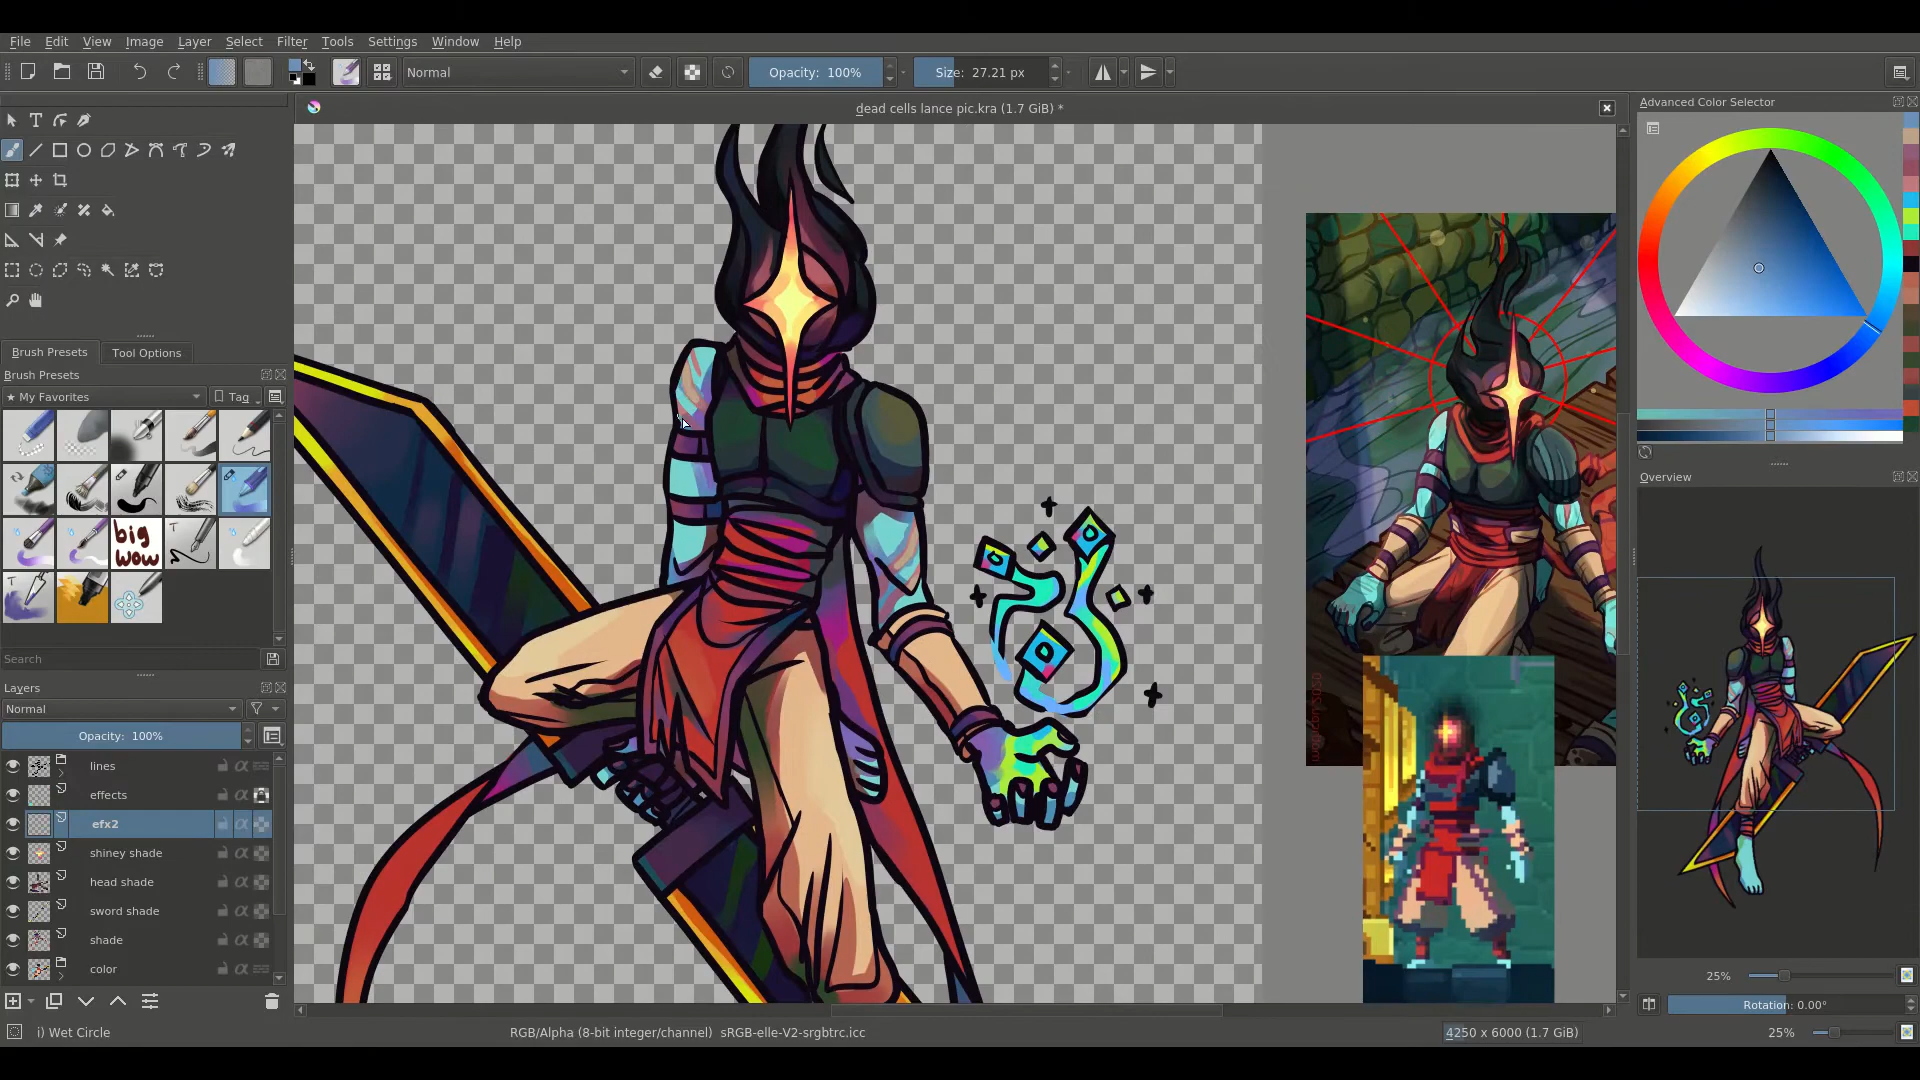 File Edit View Image Layer Select Filter Tools Settings Window Help
Normal
Opacity: 100%
Size: 27.21 px
dead cells lance pic.kra (1.7 GiB) *
Advanced Color Selector
Brush Presets
Tool Options
Brush Presets
★ My Favorites
Tag
big
wow
T
T
Search
Layers
Normal
Opacity: 100%
lines
effects
efx2
shiney shade
head shade
sword shade
shade
color
Overview
25%
Rotation: 0.00°
i) Wet Circle
RGB/Alpha (8-bit integer/channel) sRGB-elle-V2-srgbtrc.icc
4250 x 6000 (1.7 GiB)
25%